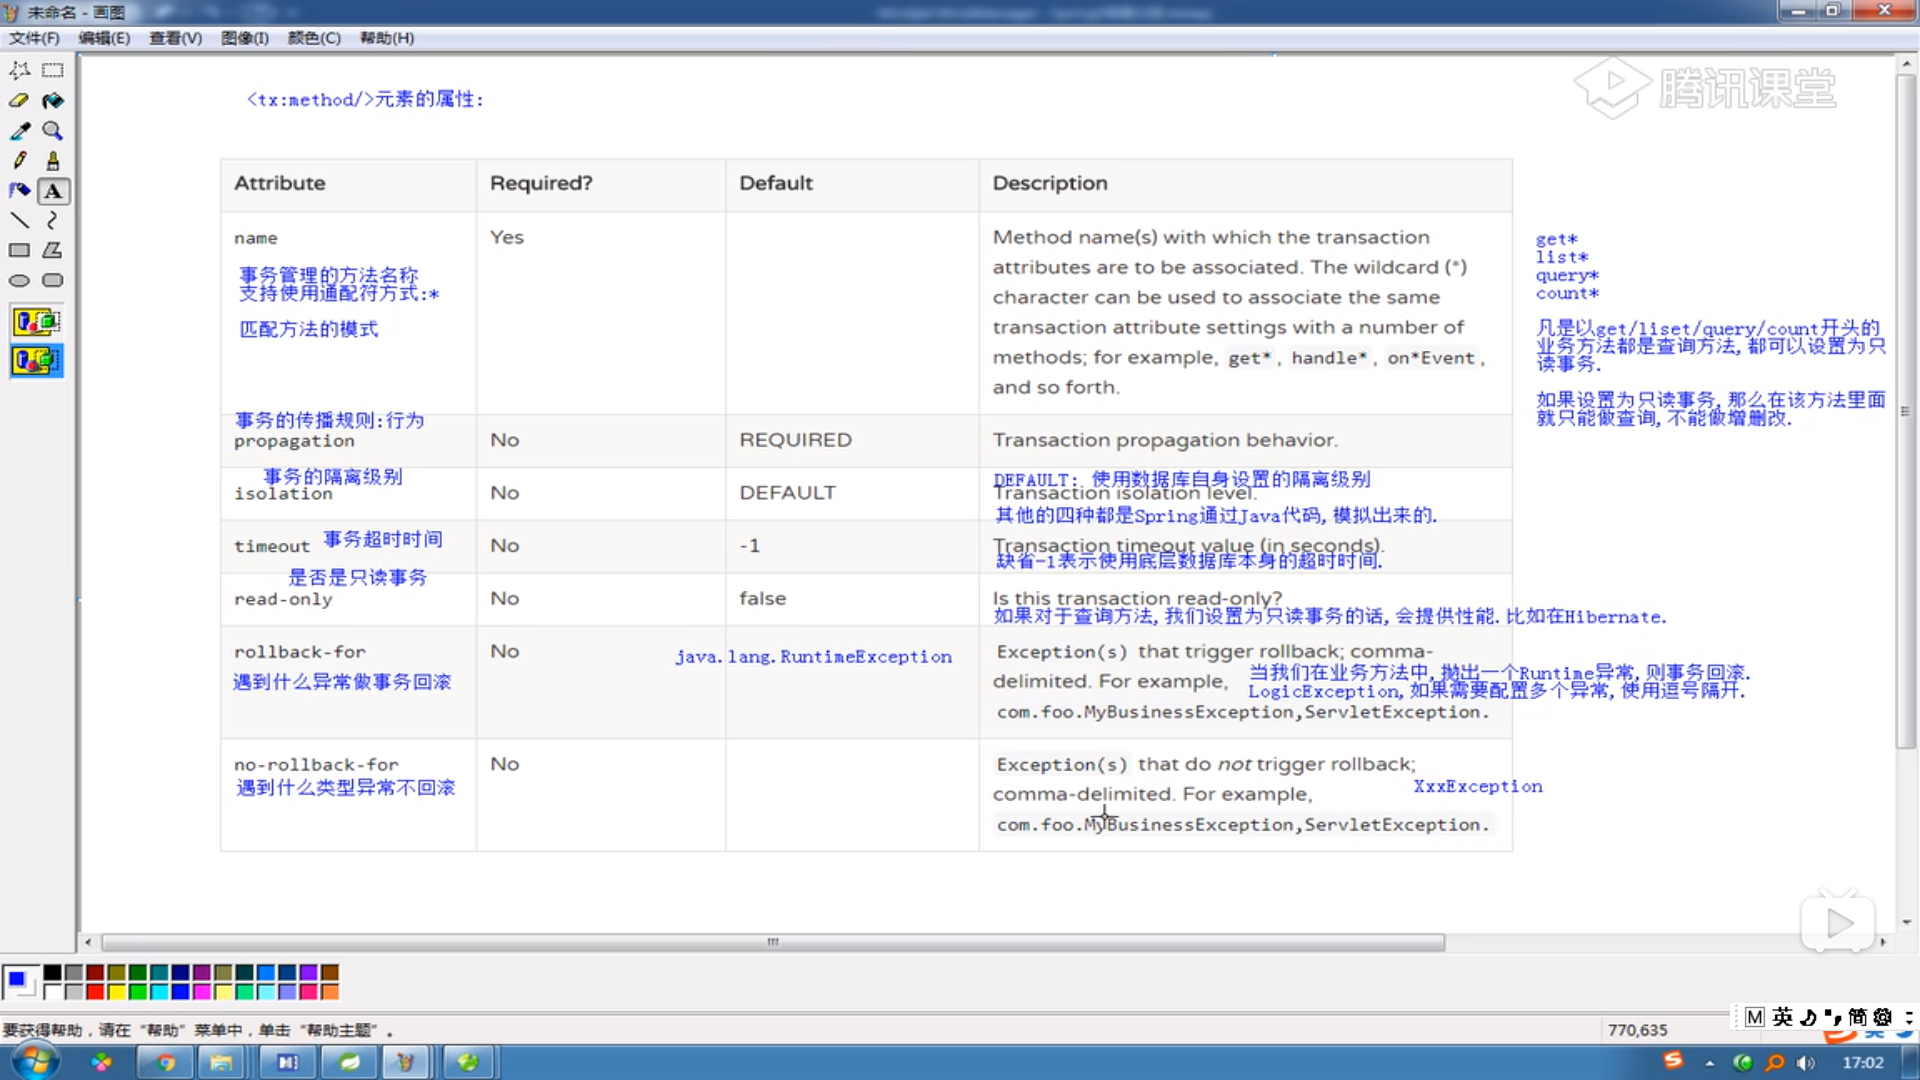 未命名 - 画图
文件(F) 编辑(E) 查看(V) 图像(I) 颜色(C) 帮助(H)
腾讯课堂
<tx:method/>元素的属性:
Attribute Required? Default Description
name Yes Method name(s) with which the transaction
attributes are to be associated. The wildcard (*)
character can be used to associate the same
transaction attribute settings with a number of
methods; for example, get*, handle*, on*Event,
and so forth.
事务管理的方法名称
支持使用通配符方式:*
匹配方法的模式
get*
list*
query*
count*
凡是以get/liset/query/count开头的
业务方法都是查询方法,都可以设置为只
读事务.
如果设置为只读事务,那么在该方法里面
就只能做查询,不能做增删改.
事务的传播规则:行为
propagation No REQUIRED Transaction propagation behavior.
事务的隔离级别
DEFAULT: 使用数据库自身设置的隔离级别
isolation No DEFAULT Transaction isolation level.
其他的四种都是Spring通过Java代码,模拟出来的.
timeout 事务超时时间 No -1 Transaction timeout value (in seconds).
缺省-1表示使用底层数据库本身的超时时间.
是否是只读事务
read-only No false Is this transaction read-only?
如果对于查询方法,我们设置为只读事务的话,会提供性能.比如在Hibernate.
rollback-for No java.lang.RuntimeException Exception(s) that trigger rollback; comma-
delimited. For example,
com.foo.MyBusinessException,ServletException.
遇到什么异常做事务回滚
当我们在业务方法中,抛出一个Runtime异常,则事务回滚.
LogicException,如果需要配置多个异常,使用逗号隔开.
no-rollback-for No Exception(s) that do not trigger rollback;
comma-delimited. For example,
com.foo.MyBusinessException,ServletException.
遇到什么类型异常不回滚
XxxException
要获得帮助，请在“帮助”菜单中，单击“帮助主题”。
770,635
M 英 简
17:02